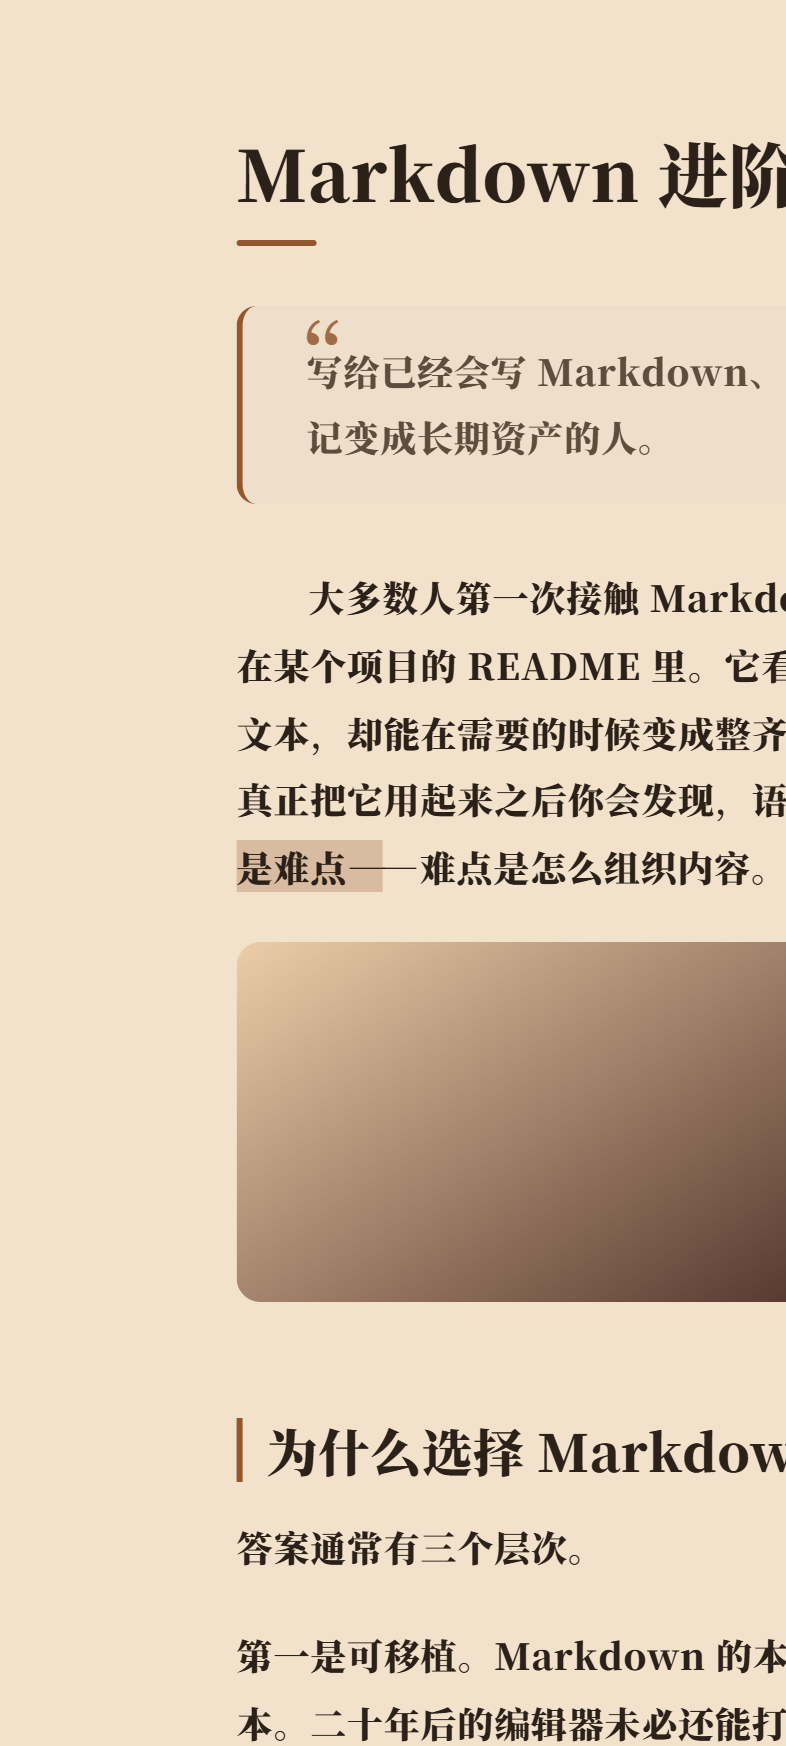 Markdown 进阶
“
写给已经会写 Markdown、
记变成长期资产的人。
大多数人第一次接触 Markdo
在某个项目的 README 里。它看
文本，却能在需要的时候变成整齐
真正把它用起来之后你会发现，语
是难点——难点是怎么组织内容。
为什么选择 Markdow
答案通常有三个层次。
第一是可移植。Markdown 的本
本。二十年后的编辑器未必还能打